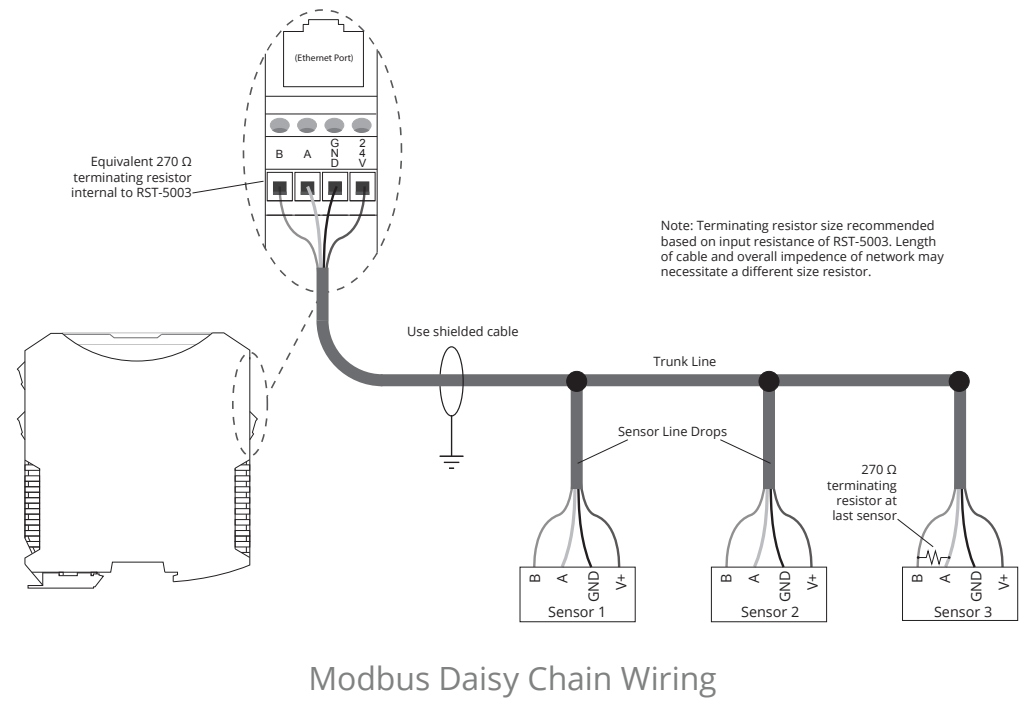 (Ethernet Port)
B A GND 24V
Equivalent 270 Ω
terminating resistor
internal to RST-5003
Note: Terminating resistor size recommended
based on input resistance of RST-5003. Length
of cable and overall impedence of network may
necessitate a different size resistor.
Use shielded cable
Trunk Line
Sensor Line Drops
270 Ω
terminating
resistor at
last sensor
B A GND V+
Sensor 1
B A GND V+
Sensor 2
B A GND V+
Sensor 3
Modbus Daisy Chain Wiring